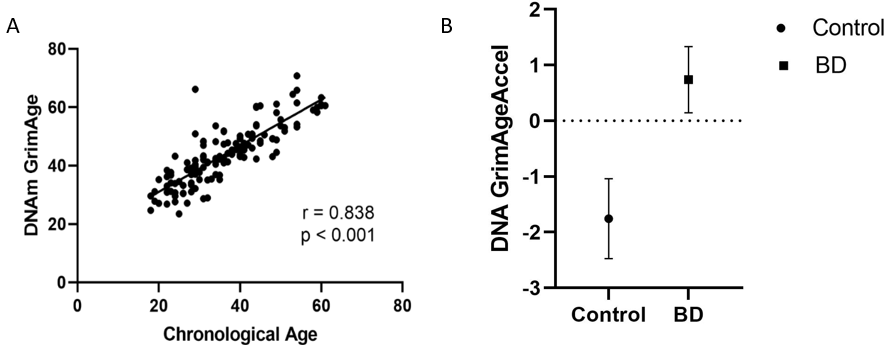 A
DNAm GrimAge
80
60
40
20
0
r = 0.838
p < 0.001
0 20 40 60 80
Chronological Age
B
DNA GrimAgeAccel
2
1
0
-1
-2
-3
Control BD
Control
BD